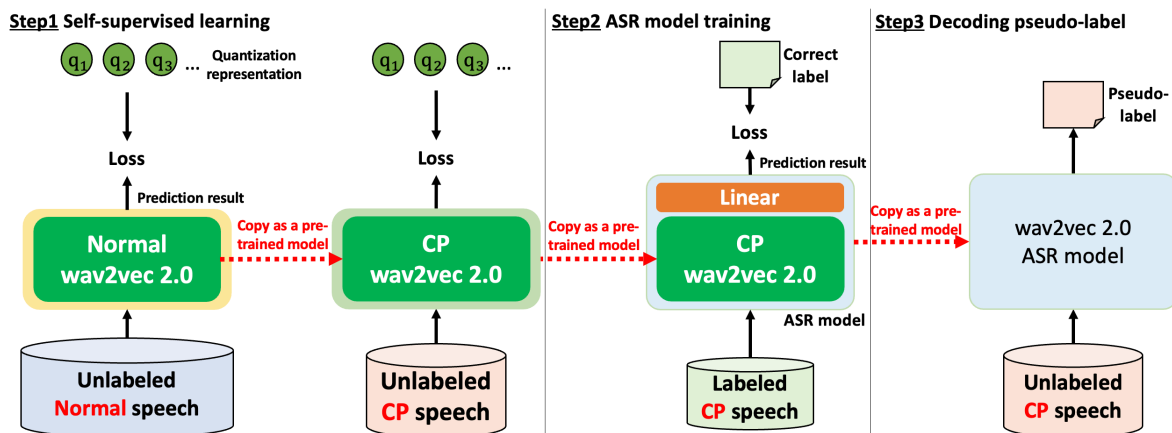 Step1 Self-supervised learning
q1 q2 q3 ...
Quantization
representation
Loss
Prediction result
Normal
wav2vec 2.0
Unlabeled
Normal speech
Copy as a pre-
trained model
q1 q2 q3 ...
Loss
CP
wav2vec 2.0
Unlabeled
CP speech
Copy as a pre-
trained model
Step2 ASR model training
Correct
label
Loss
Prediction result
Linear
CP
wav2vec 2.0
ASR model
Labeled
CP speech
Copy as a pre-
trained model
Step3 Decoding pseudo-label
Pseudo-
label
wav2vec 2.0
ASR model
Unlabeled
CP speech